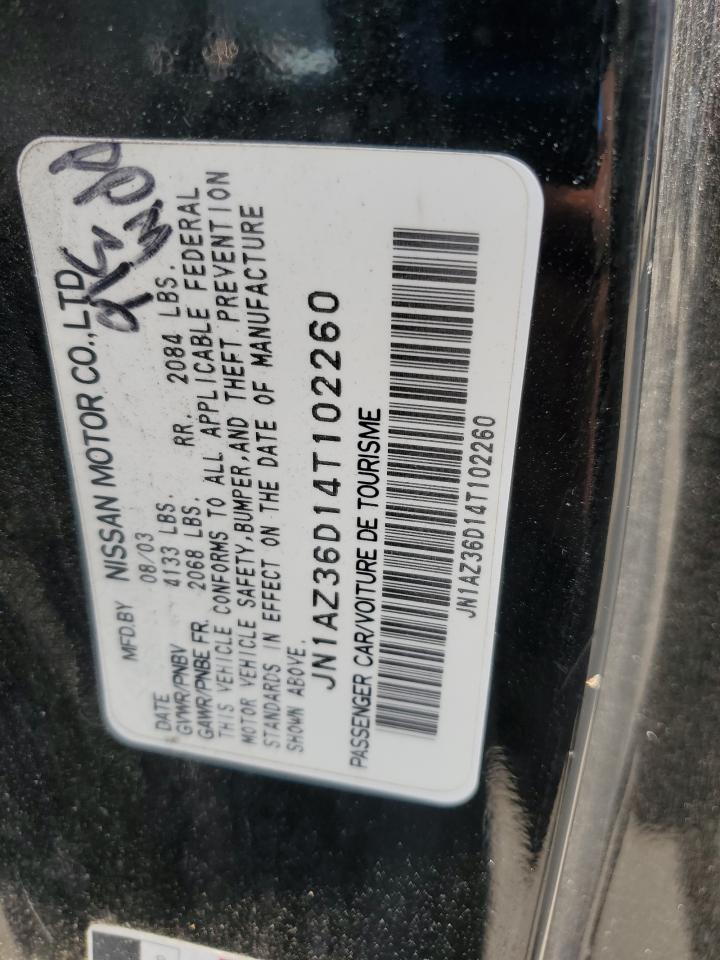 MFD.BY NISSAN MOTOR CO.,LTD.
DATE 08/03
GVWR/PNBV 4133 LBS.
GAWR/PNBE FR. 2068 LBS. RR. 2084 LBS.
THIS VEHICLE CONFORMS TO ALL APPLICABLE FEDERAL
MOTOR VEHICLE SAFETY,BUMPER,AND THEFT PREVENTION
STANDARDS IN EFFECT ON THE DATE OF MANUFACTURE
SHOWN ABOVE.
JN1AZ36D14T102260
PASSENGER CAR/VOITURE DE TOURISME
JN1AZ36D14T102260